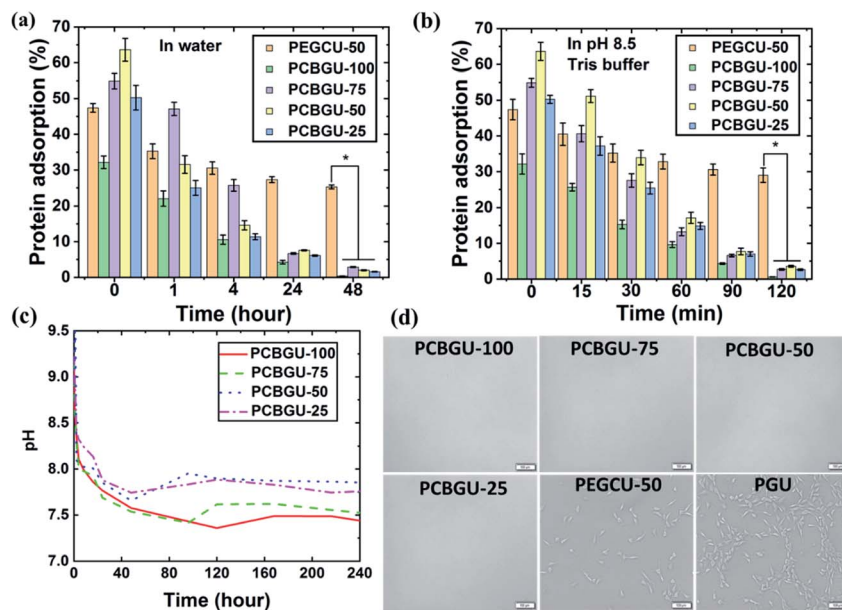 (a)
In water
PEGCU-50
PCBGU-100
PCBGU-75
PCBGU-50
PCBGU-25
*
70
60
50
40
30
20
10
0
Protein adsorption (%)
0 1 4 24 48
Time (hour)
(b)
In pH 8.5
Tris buffer
PEGCU-50
PCBGU-100
PCBGU-75
PCBGU-50
PCBGU-25
*
70
60
50
40
30
20
10
0
Protein adsorption (%)
0 15 30 60 90 120
Time (min)
(c)
PCBGU-100
PCBGU-75
PCBGU-50
PCBGU-25
9.5
9.0
8.5
8.0
7.5
7.0
pH
0 40 80 120 160 200 240
Time (hour)
(d)
PCBGU-100 PCBGU-75 PCBGU-50
PCBGU-25 PEGCU-50 PGU